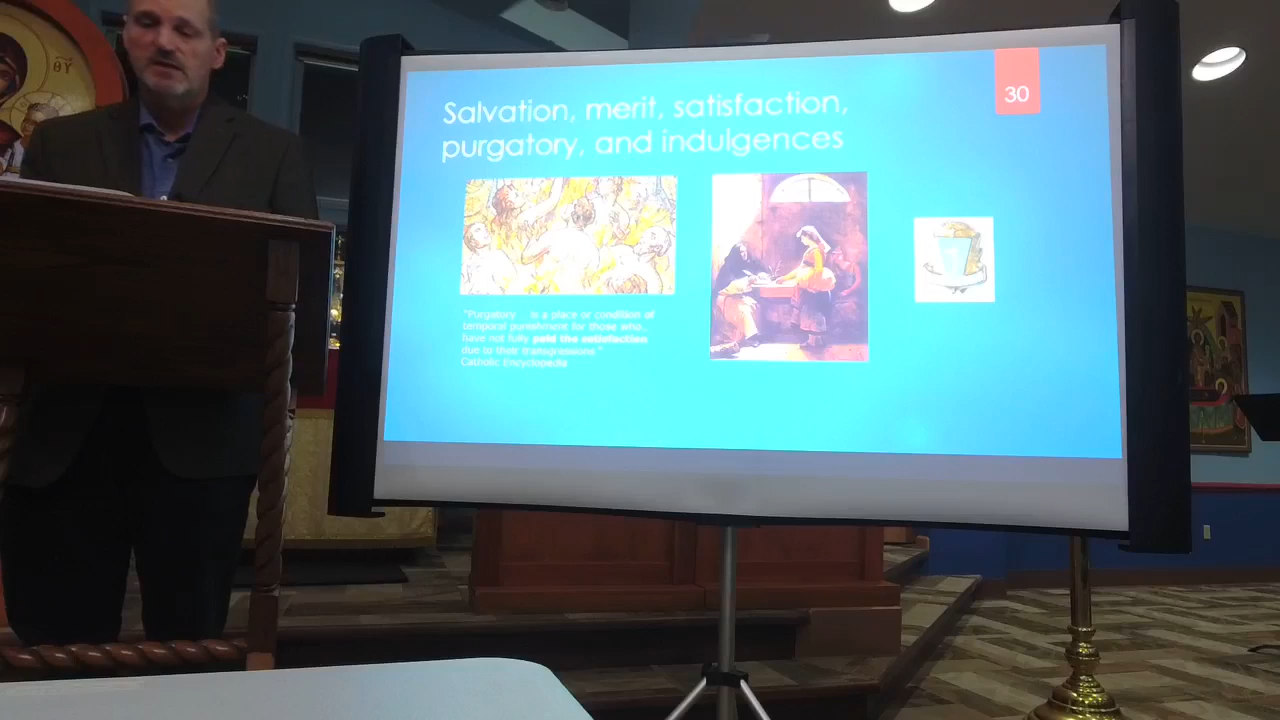 30
Salvation, merit, satisfaction,
purgatory, and indulgences
"Purgatory is a place or condition of
temporal punishment for those who..
have not fully paid the satisfaction
due to their transgressions."
Catholic Encyclopedia
ΘΥ